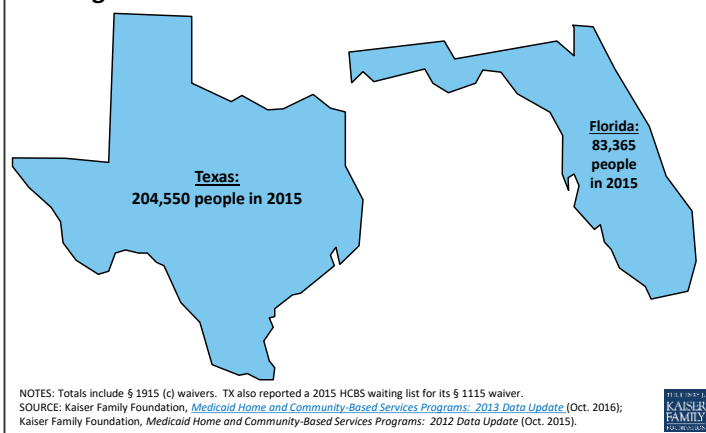 Texas:
204,550 people in 2015
Florida:
83,365
people
in 2015
NOTES: Totals include § 1915 (c) waivers. TX also reported a 2015 HCBS waiting list for its § 1115 waiver.
SOURCE: Kaiser Family Foundation, Medicaid Home and Community-Based Services Programs: 2013 Data Update (Oct. 2016);
Kaiser Family Foundation, Medicaid Home and Community-Based Services Programs: 2012 Data Update (Oct. 2015).
THE HENRY J.
KAISER
FAMILY
FOUNDATION